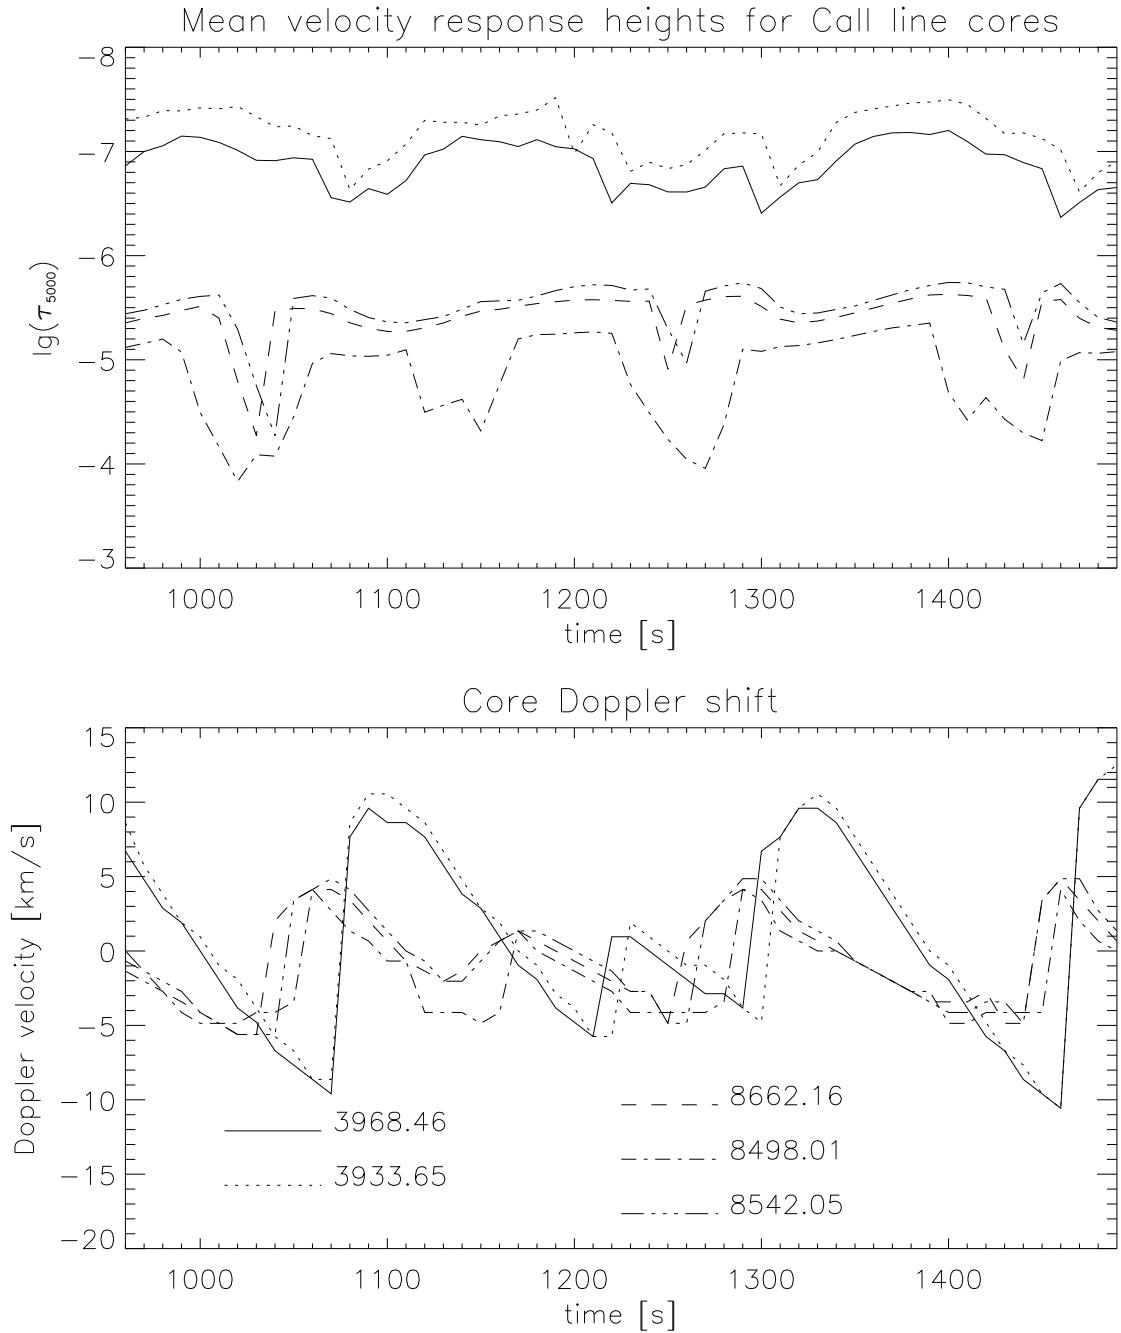 Mean velocity response heights for CaII line cores
−8
−7
−6
−5
−4
−3
lg(τ5000)
1000 1100 1200 1300 1400
time [s]
Core Doppler shift
15
10
5
0
−5
−10
−15
−20
Doppler velocity [km/s]
3968.46
3933.65
8662.16
8498.01
8542.05
1000 1100 1200 1300 1400
time [s]